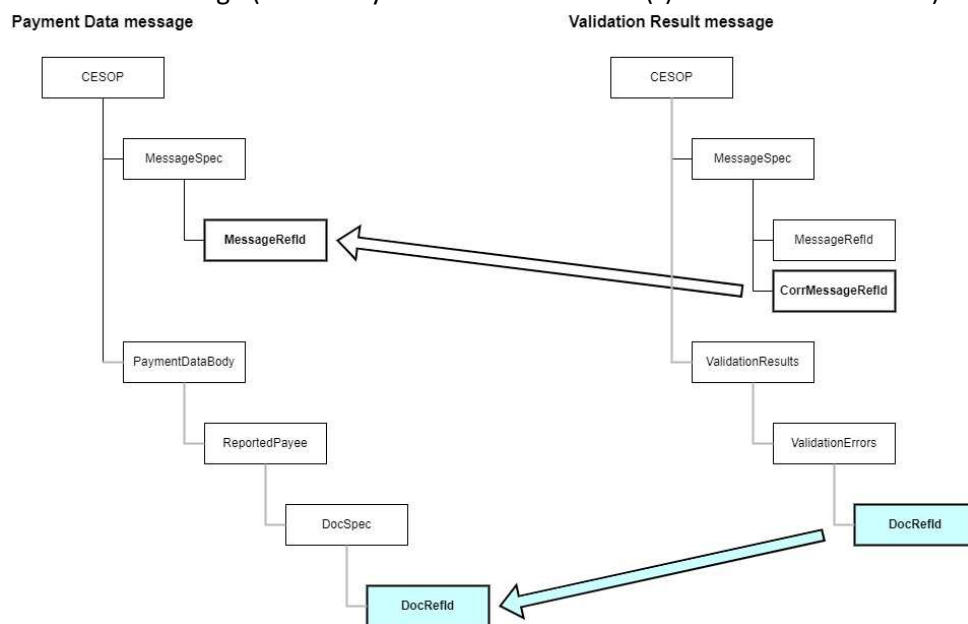 Payment Data message
Validation Result message
CESOP
CESOP
MessageSpec
MessageSpec
MessageRefId
MessageRefId
CorrMessageRefId
PaymentDataBody
ValidationResults
ReportedPayee
ValidationErrors
DocSpec
DocRefId
DocRefId